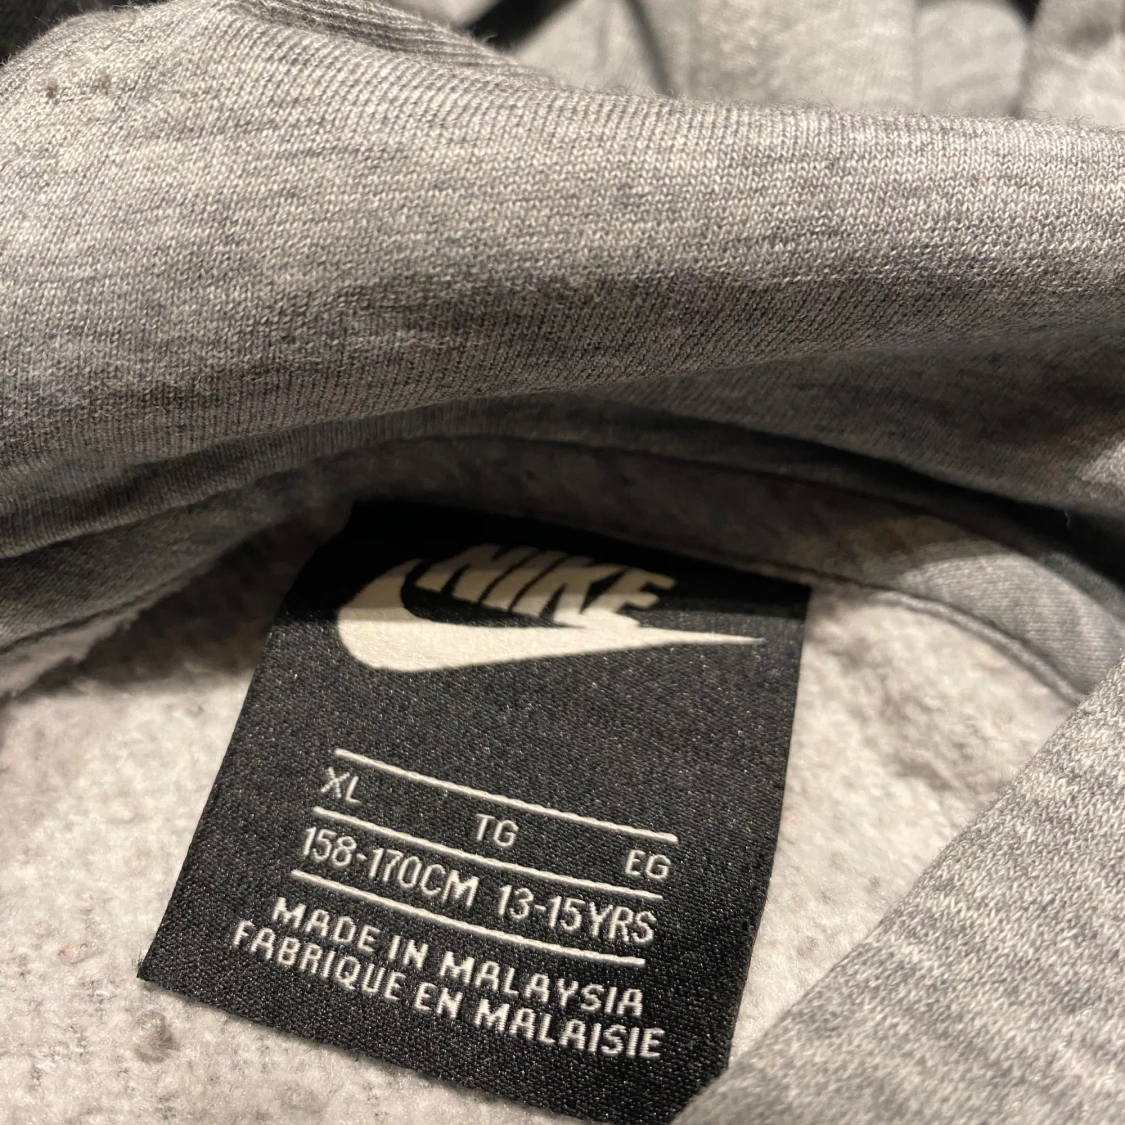 NIKE
XL TG EG
158-170CM 13-15YRS
MADE IN MALAYSIA
FABRIQUE EN MALAISIE